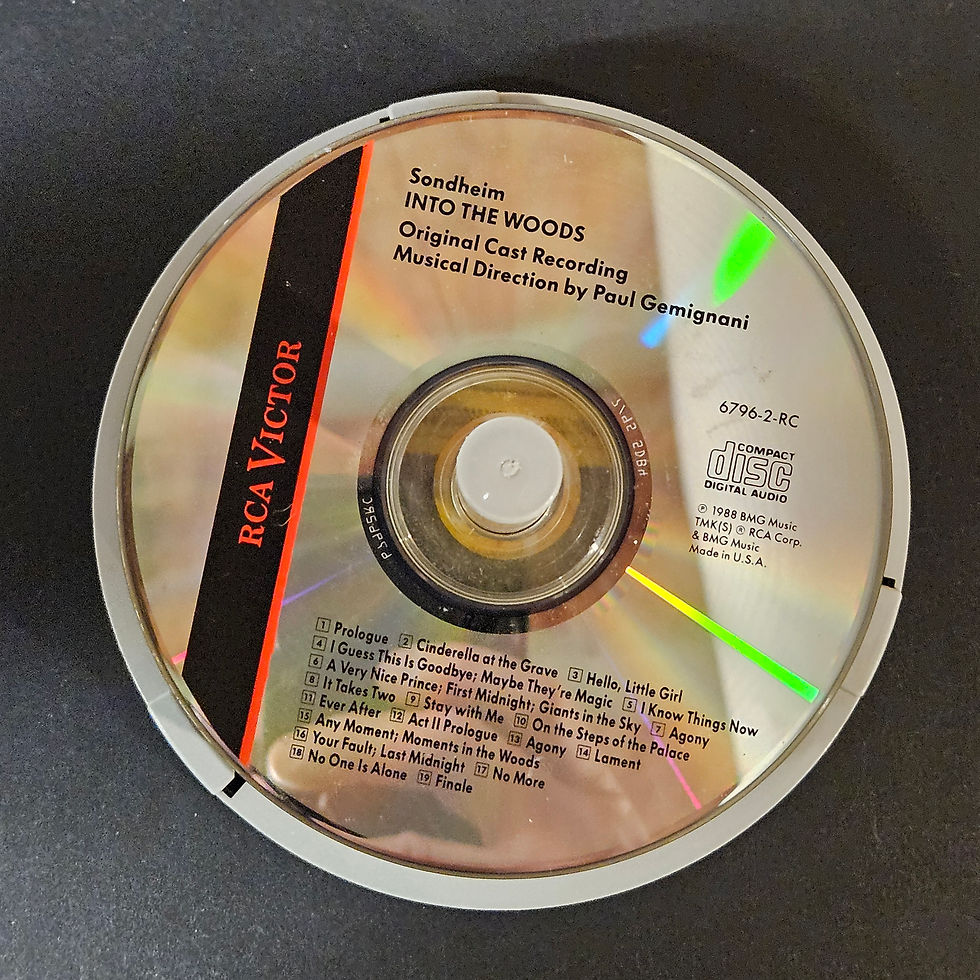 Sondheim
INTO THE WOODS
Original Cast Recording
Musical Direction by Paul Gemignani
RCA VICTOR
6796-2-RC
COMPACT
disc
DIGITAL AUDIO
℗ 1988 BMG Music
TMK(S) ® RCA Corp.
& BMG Music
Made in U.S.A.
1 Prologue 2 Cinderella at the Grave 3 Hello, Little Girl
4 I Guess This Is Goodbye; Maybe They're Magic 5 I Know Things Now
6 A Very Nice Prince; First Midnight; Giants in the Sky 7 Agony
8 It Takes Two 9 Stay with Me 10 On the Steps of the Palace
11 Ever After 12 Act II Prologue 13 Agony 14 Lament
15 Any Moment; Moments in the Woods
16 Your Fault; Last Midnight 17 No More
18 No One Is Alone 19 Finale